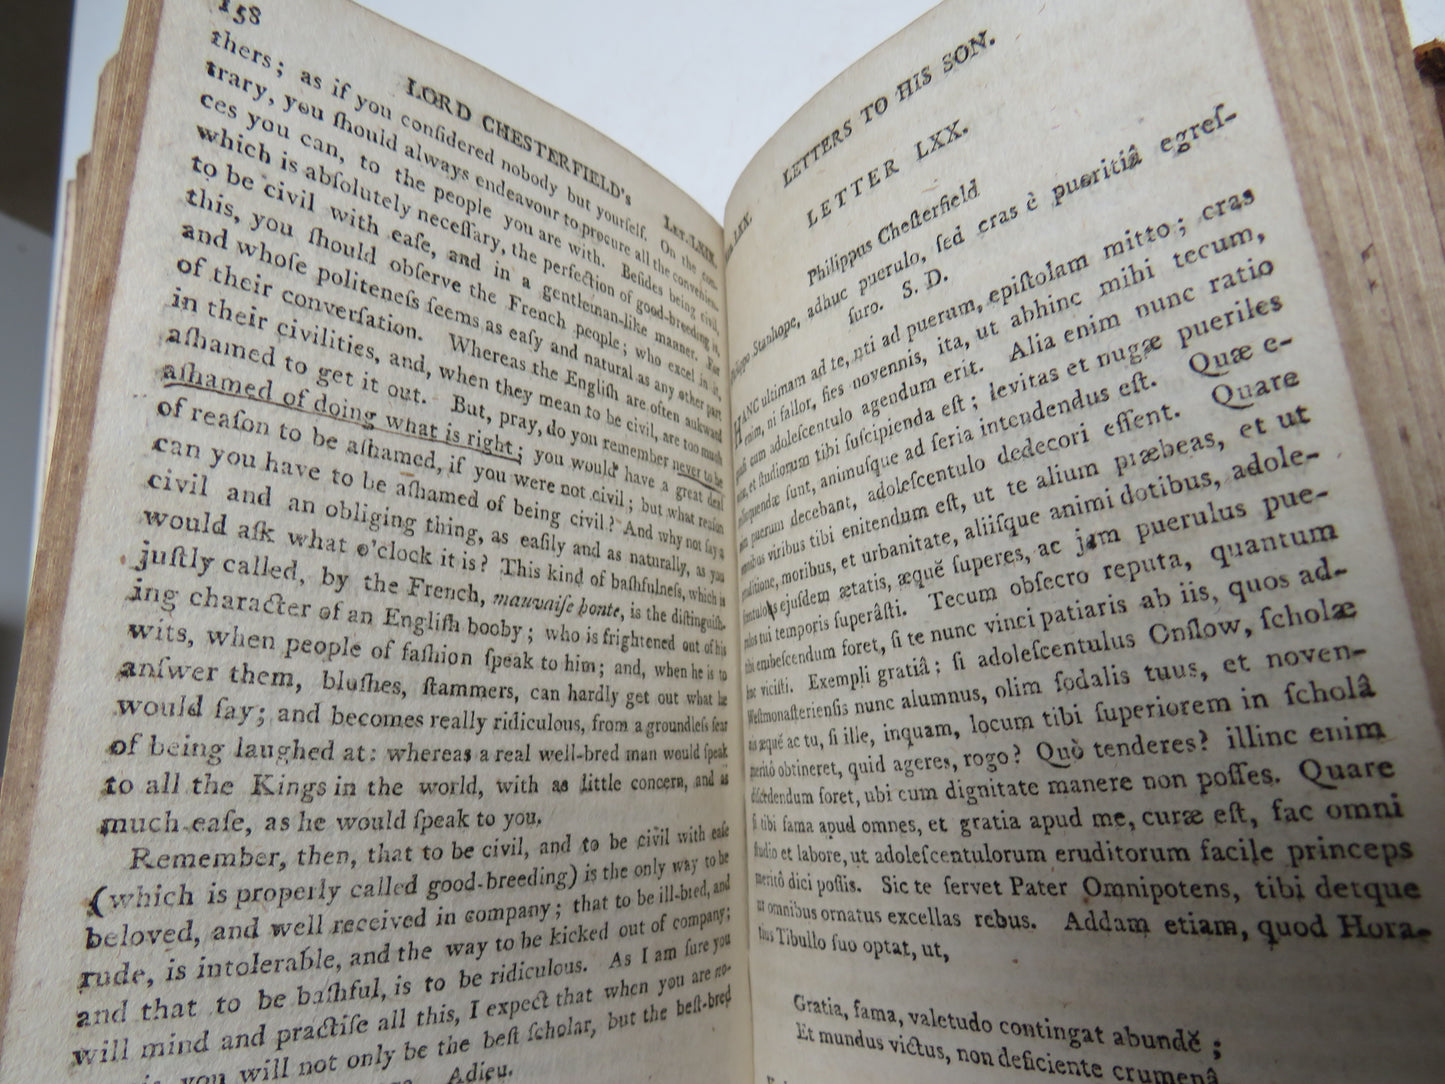 158
LORD CHESTERFIELD's Let. LXIX.
thers; as if you conſidered nobody but yourſelf. On the con-
trary, you ſhould always endeavour to procure all the convenien-
ces you can, to the people you are with. Beſides being civil,
which is abſolutely neceſſary, the perfection of good-breeding is,
to be civil with eaſe, and in a gentleman-like manner. For
this, you ſhould obſerve the French people; who excel in it,
and whoſe politeneſs ſeems as eaſy and natural as any other part
of their converſation. Whereas the Engliſh are often aukward
in their civilities, and, when they mean to be civil, are too much
aſhamed to get it out. But, pray, do you remember never to be
aſhamed of doing what is right; you would have a great deal
of reaſon to be aſhamed, if you were not civil; but what reaſon
can you have to be aſhamed of being civil? And why not ſay a
civil and an obliging thing, as eaſily and as naturally, as you
would aſk what o'clock it is? This kind of baſhfulneſs, which is
juſtly called, by the French, mauvaiſe honte, is the diſtinguiſh-
ing character of an Engliſh booby; who is frightened out of his
wits, when people of faſhion ſpeak to him; and, when he is to
anſwer them, bluſhes, ſtammers, can hardly get out what he
would ſay; and becomes really ridiculous, from a groundleſs fear
of being laughed at: whereas a real well-bred man would ſpeak
to all the Kings in the world, with as little concern, and as
much eaſe, as he would ſpeak to you.
Remember, then, that to be civil, and to be civil with eaſe
(which is properly called good-breeding) is the only way to be
beloved, and well received in company; that to be ill-bred, and
rude, is intolerable, and the way to be kicked out of company;
and that to be baſhful, is to be ridiculous. As I am ſure you
will mind and practiſe all this, I expect that when you are no-
you will not only be the beſt ſcholar, but the beſt-bred
Adieu.
LXX. LETTERS TO HIS SON.
LETTER LXX.
Philippus Cheſterfield
Stanhope, adhuc puerulo, ſed cras è pueritiâ egreſ-
ſuro. S. D.
HANC ultimam ad te, uti ad puerum, epiſtolam mitto; cras
enim, ni fallor, fies novennis, ita, ut abhinc mihi tecum,
quaſi cum adoleſcentulo agendum erit. Alia enim nunc ratio
et ſtudiorum tibi ſuſcipienda eſt; levitas et nugæ pueriles
ſunt, animuſque ad ſeria intendendus eſt. Quæ e-
puerum decebant, adoleſcentulo dedecori eſſent. Quare
viribus tibi enitendum eſt, ut te alium præbeas, et ut
eruditione, moribus, et urbanitate, aliiſque animi dotibus, adole-
ejuſdem ætatis, æquè ſuperes, ac jam puerulus pue-
tui temporis ſuperâſti. Tecum obſecro reputa, quantum
tibi erubeſcendum foret, ſi te nunc vinci patiaris ab iis, quos ad-
viciſti. Exempli gratiâ; ſi adoleſcentulus Onſlow, ſcholæ
Weſtmonaſterienſis nunc alumnus, olim ſodalis tuus, et noven-
nis æquè ac tu, ſi ille, inquam, locum tibi ſuperiorem in ſcholâ
meritò obtineret, quid ageres, rogo? Quò tenderes? illinc enim
diſcedendum foret, ubi cum dignitate manere non poſſes. Quare
ſi tibi fama apud omnes, et gratia apud me, curæ eſt, fac omni
ſtudio et labore, ut adoleſcentulorum eruditorum facile princeps
meritò dici poſſis. Sic te ſervet Pater Omnipotens, tibi detque
ut omnibus ornatus excellas rebus. Addam etiam, quod Hora-
tius Tibullo ſuo optat, ut,
Gratia, fama, valetudo contingat abundè;
Et mundus victus, non deficiente crumenâ